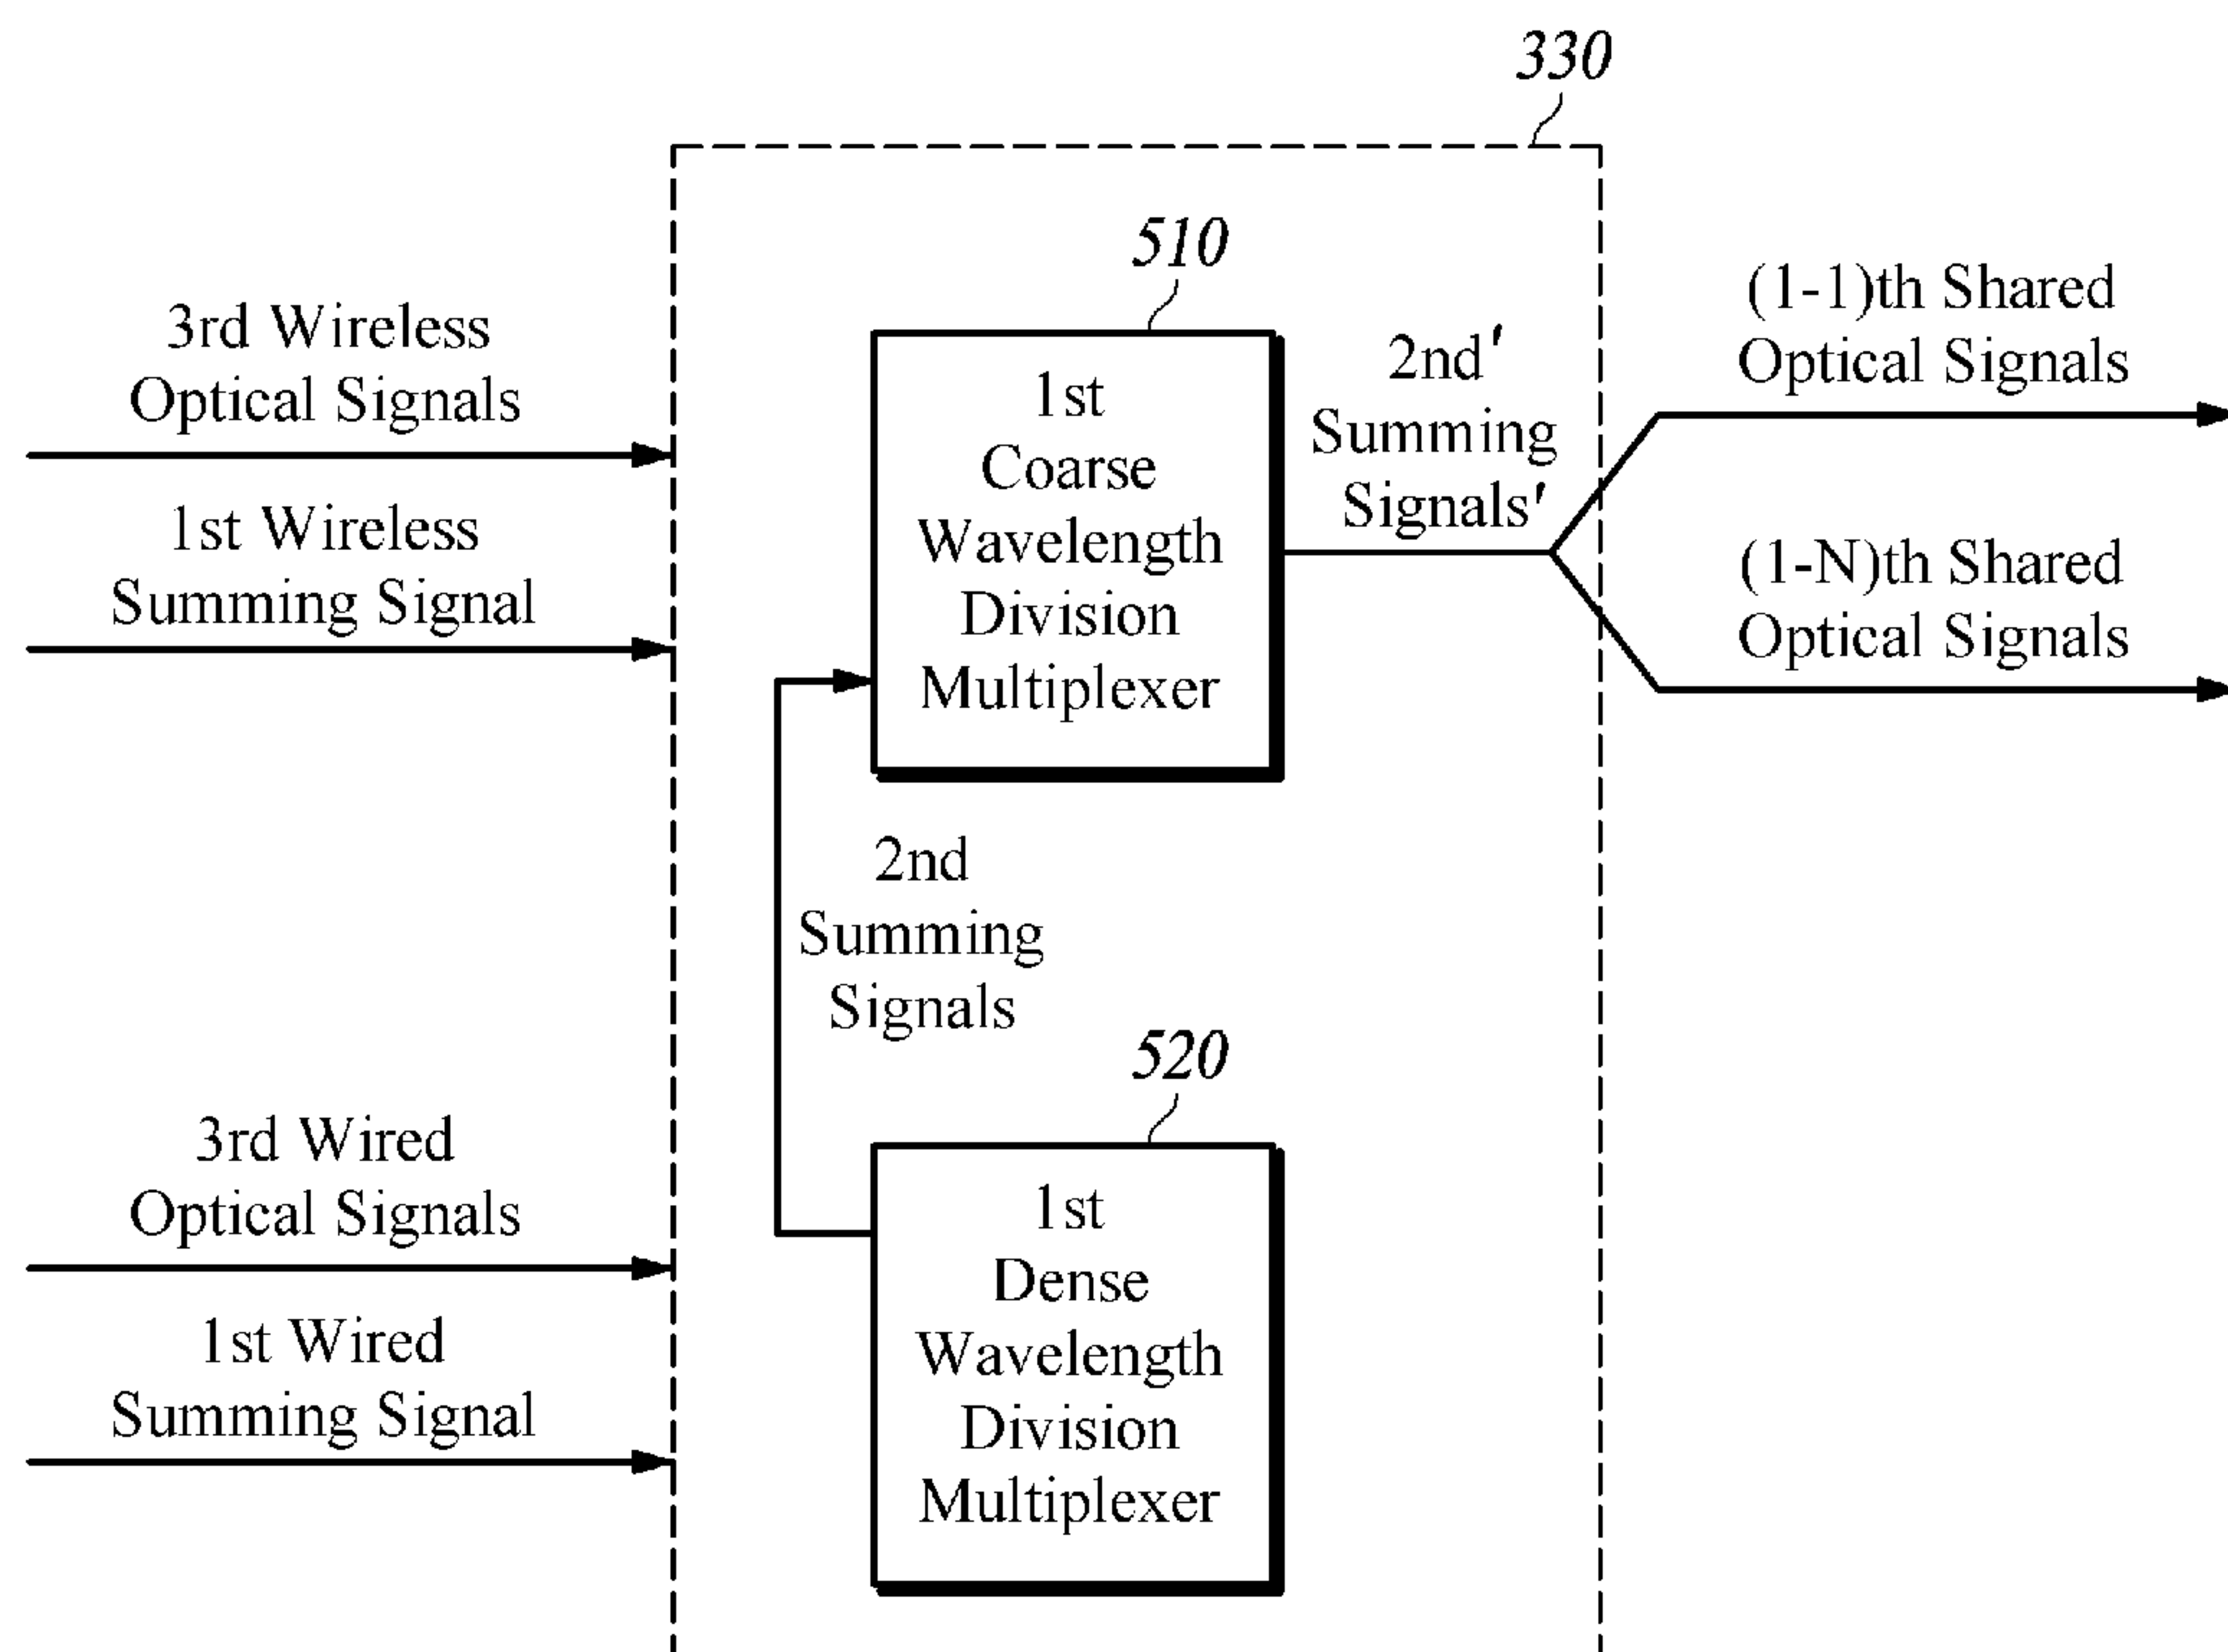 330
510
3rd Wireless
Optical Signals
1st Wireless
Summing Signal
1st
Coarse
Wavelength
Division
Multiplexer
2nd'
Summing
Signals'
(1-1)th Shared
Optical Signals
(1-N)th Shared
Optical Signals
2nd
Summing
Signals
520
3rd Wired
Optical Signals
1st Wired
Summing Signal
1st
Dense
Wavelength
Division
Multiplexer